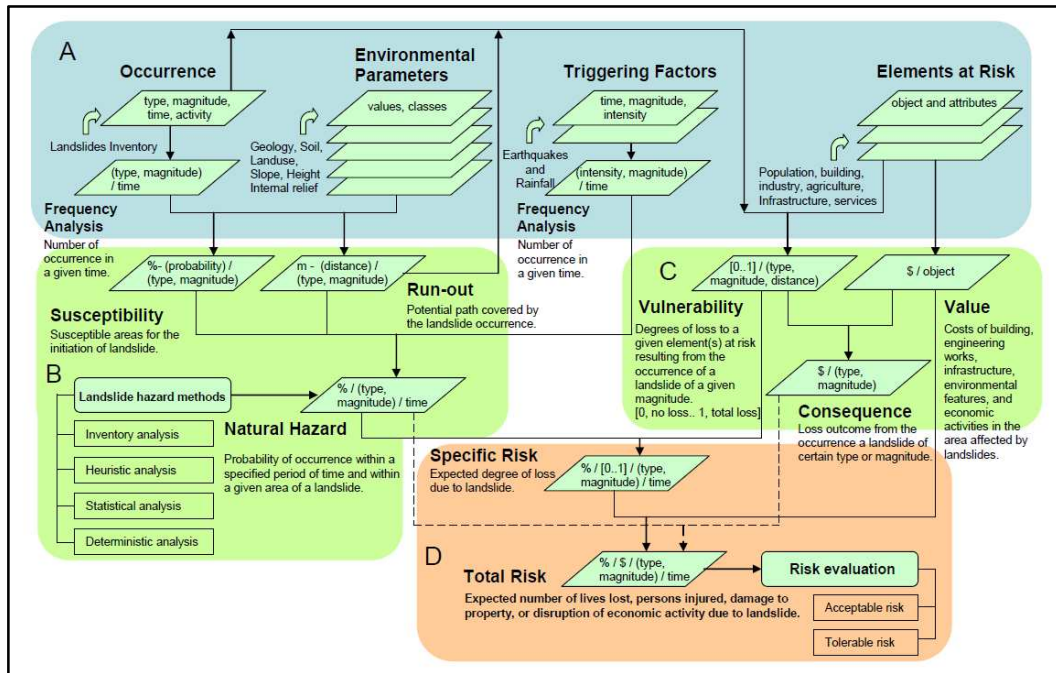 A
Occurrence
type, magnitude,
time, activity
Landslides Inventory
(type, magnitude)
/ time
Frequency
Analysis
Number of
occurrence in
a given time.
Environmental
Parameters
values, classes
Geology, Soil,
Landuse,
Slope, Height
Internal relief
Triggering Factors
time, magnitude,
intensity
Earthquakes
and
Rainfall
(intensity, magnitude)
/ time
Frequency
Analysis
Number of
occurrence in
a given time.
Elements at Risk
object and attributes
Population, building,
industry, agriculture,
Infrastructure, services
%- (probability) /
(type, magnitude)
m - (distance) /
(type, magnitude)
Susceptibility
Susceptible areas for the
initiation of landslide.
Run-out
Potential path covered by
the landslide occurrence.
B
Landslide hazard methods
Inventory analysis
Heuristic analysis
Statistical analysis
Deterministic analysis
% / (type,
magnitude) / time
Natural Hazard
Probability of occurrence within a
specified period of time and within
a given area of a landslide.
C
[0..1] / (type,
magnitude, distance)
$ / object
Vulnerability
Degrees of loss to a
given element(s) at risk
resulting from the
occurrence of a
landslide of a given
magnitude.
[0, no loss.. 1, total loss]
Value
Costs of building,
engineering
works,
infrastructure,
environmental
features, and
economic
activities in the
area affected by
landslides.
$ / (type,
magnitude)
Consequence
Loss outcome from the
occurrence a landslide of
certain type or magnitude.
Specific Risk
Expected degree of loss
due to landslide.
% / [0..1] / (type,
magnitude) / time
D
Total Risk
% / $ / (type,
magnitude) / time
Expected number of lives lost, persons injured, damage to
property, or disruption of economic activity due to landslide.
Risk evaluation
Acceptable risk
Tolerable risk